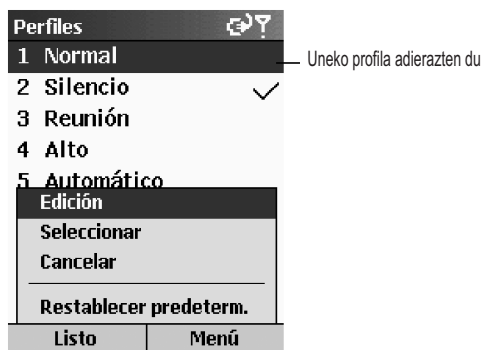 Perfiles
1 Normal
Uneko profila adierazten du
2 Silencio
3 Reunión
4 Alto
5 Automático
Edición
Seleccionar
Cancelar
Restablecer predeterm.
Listo Menú